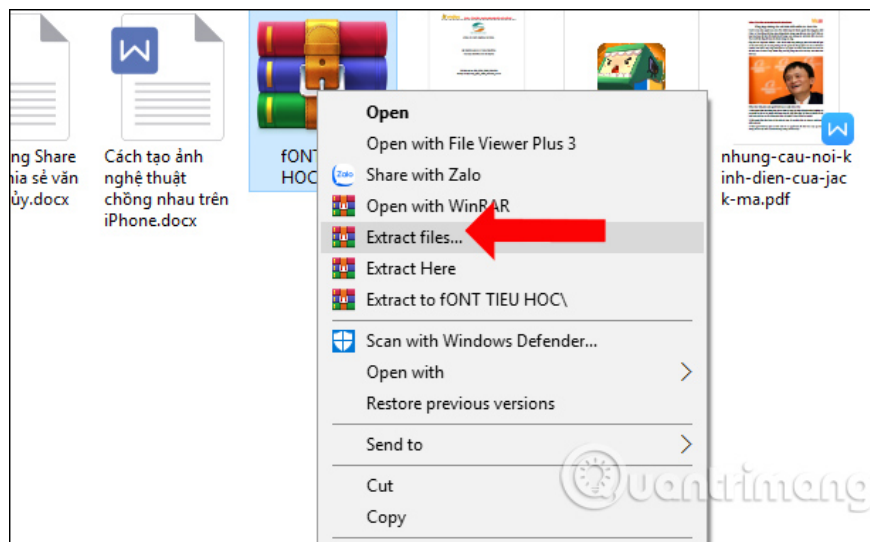 ng Share
nia sẻ văn
ủy.docx
Cách tạo ảnh
nghệ thuật
chồng nhau trên
iPhone.docx
fONT
HOC
nhung-cau-noi-k
inh-dien-cua-jac
k-ma.pdf
Open
Open with File Viewer Plus 3
Zalo Share with Zalo
Open with WinRAR
Extract files...
Extract Here
Extract to fONT TIEU HOC\
Scan with Windows Defender...
Open with
Restore previous versions
Send to
Cut
Copy
Quantrimang